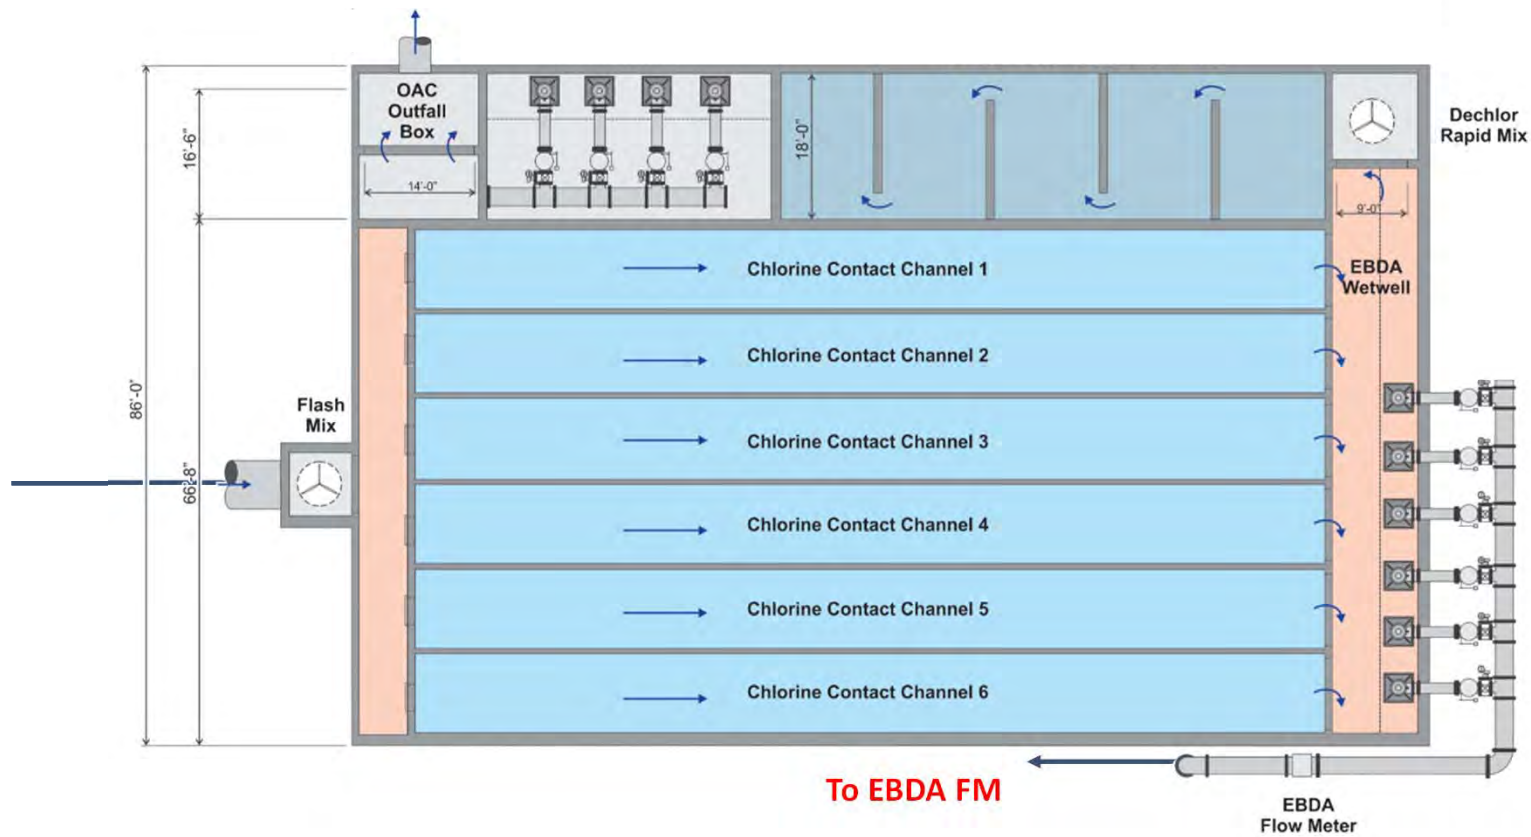 OAC
Outfall
Box
14'-0"
16'-6"
18'-0"
Dechlor
Rapid Mix
9'-0"
EBDA
Wetwell
Chlorine Contact Channel 1
Chlorine Contact Channel 2
86'-0"
66'-8"
Flash
Mix
Chlorine Contact Channel 3
Chlorine Contact Channel 4
Chlorine Contact Channel 5
Chlorine Contact Channel 6
To EBDA FM
EBDA
Flow Meter